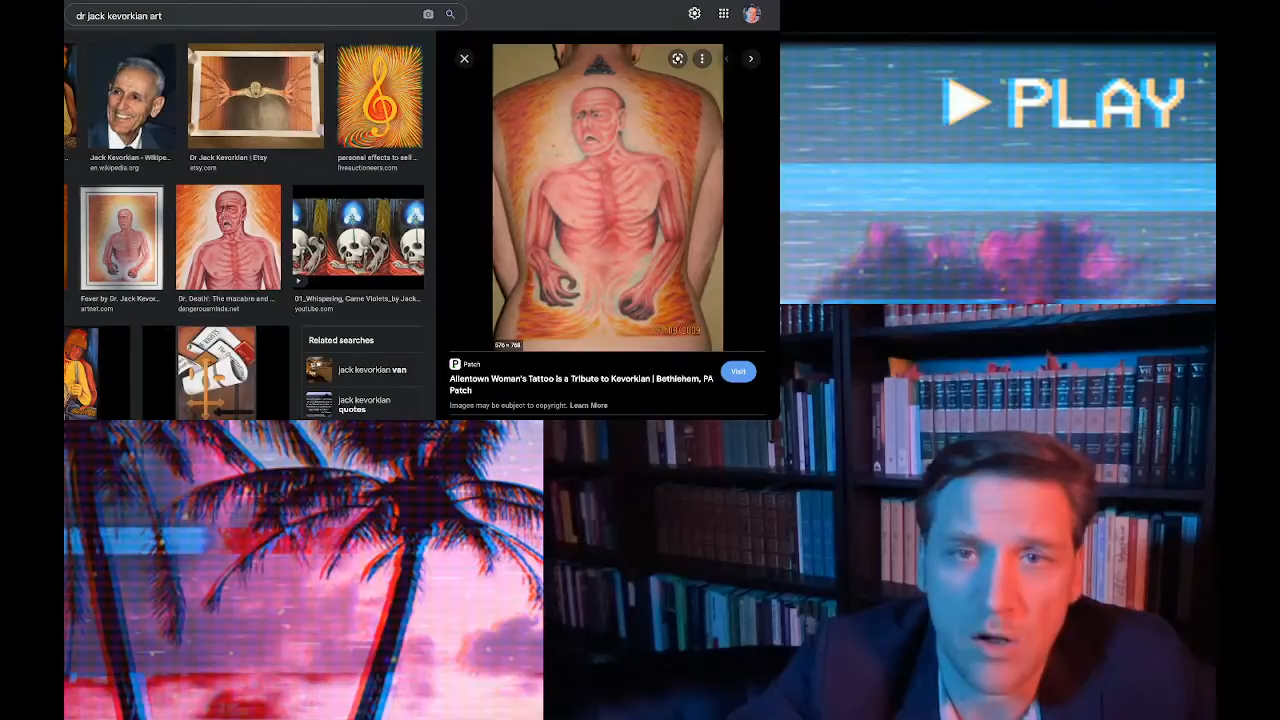 dr jack kevorkian art
Jack Kevorkian - Wikipe...
en.wikipedia.org
Dr Jack Kevorkian | Etsy
etsy.com
personal effects to sell ...
liveauctioneers.com
Fever by Dr. Jack Kevor...
artnet.com
Dr. Death: The macabre and ...
dangerousminds.net
01_Whispering, Came Violets_by Jack...
youtube.com
Related searches
jack kevorkian van
jack kevorkian
quotes
576 × 768
P Patch
Allentown Woman's Tattoo is a Tribute to Kevorkian | Bethlehem, PA
Patch
Visit
Images may be subject to copyright. Learn More
PLAY